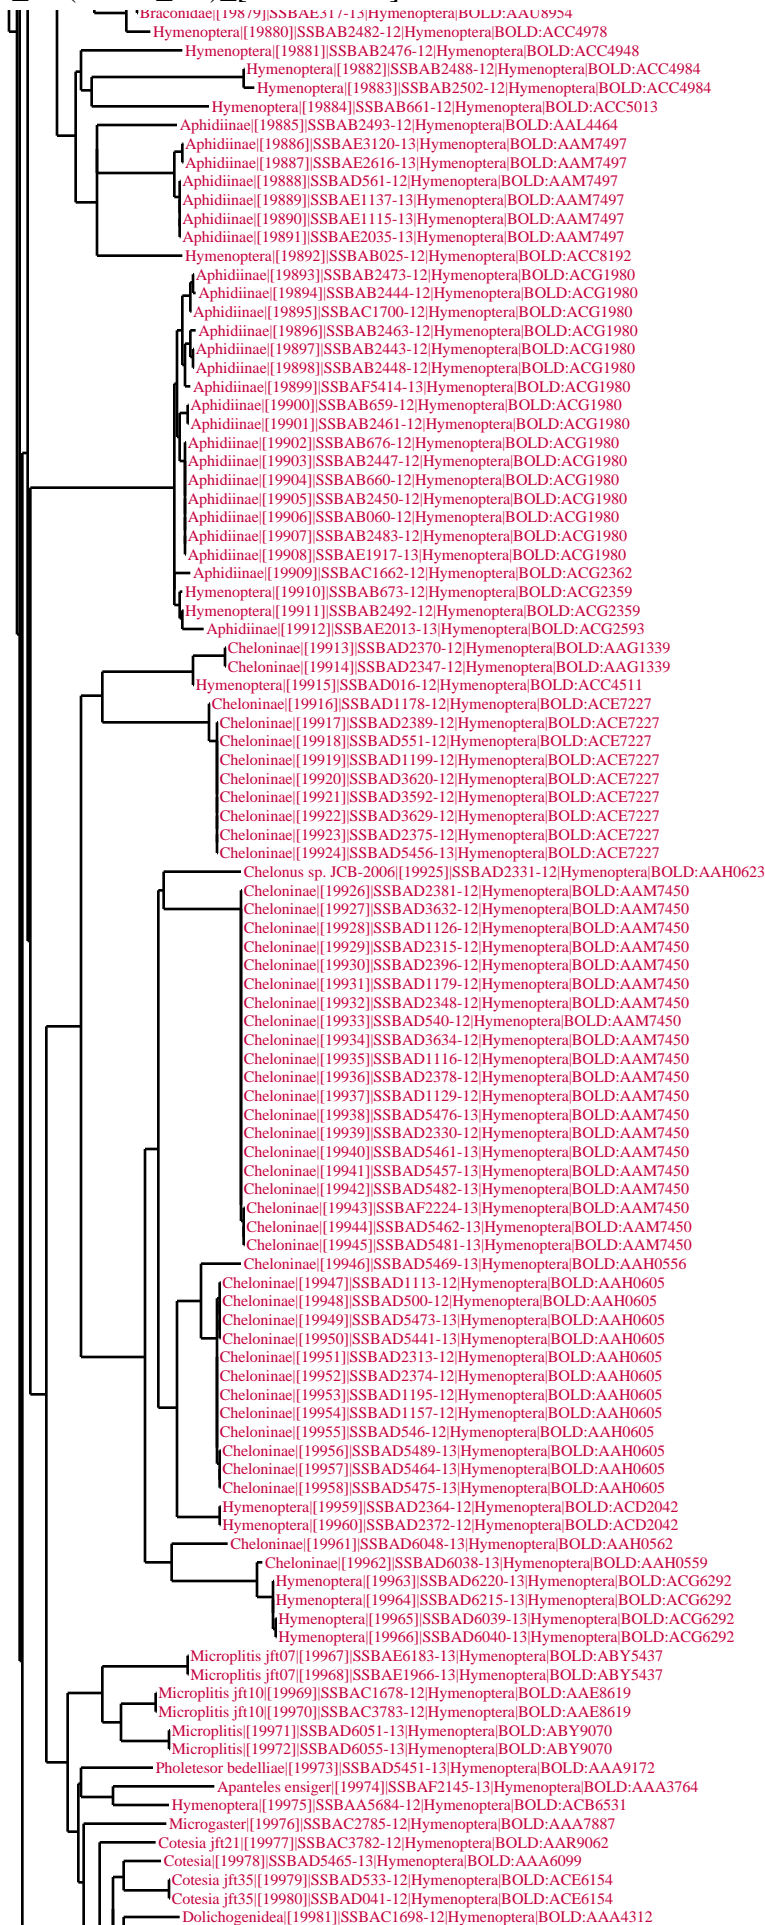 Braconidae|[19879]|SSBAE317-13|Hymenoptera|BOLD:AAU8954
Hymenoptera|[19880]|SSBAB2482-12|Hymenoptera|BOLD:ACC4978
Hymenoptera|[19881]|SSBAB2476-12|Hymenoptera|BOLD:ACC4948
Hymenoptera|[19882]|SSBAB2488-12|Hymenoptera|BOLD:ACC4984
Hymenoptera|[19883]|SSBAB2502-12|Hymenoptera|BOLD:ACC4984
Hymenoptera|[19884]|SSBAB661-12|Hymenoptera|BOLD:ACC5013
Aphidiinae|[19885]|SSBAB2493-12|Hymenoptera|BOLD:AAL4464
Aphidiinae|[19886]|SSBAE3120-13|Hymenoptera|BOLD:AAM7497
Aphidiinae|[19887]|SSBAE2616-13|Hymenoptera|BOLD:AAM7497
Aphidiinae|[19888]|SSBAD561-12|Hymenoptera|BOLD:AAM7497
Aphidiinae|[19889]|SSBAE1137-13|Hymenoptera|BOLD:AAM7497
Aphidiinae|[19890]|SSBAE1115-13|Hymenoptera|BOLD:AAM7497
Aphidiinae|[19891]|SSBAE2035-13|Hymenoptera|BOLD:AAM7497
Hymenoptera|[19892]|SSBAB025-12|Hymenoptera|BOLD:ACC8192
Aphidiinae|[19893]|SSBAB2473-12|Hymenoptera|BOLD:ACG1980
Aphidiinae|[19894]|SSBAB2444-12|Hymenoptera|BOLD:ACG1980
Aphidiinae|[19895]|SSBAC1700-12|Hymenoptera|BOLD:ACG1980
Aphidiinae|[19896]|SSBAB2463-12|Hymenoptera|BOLD:ACG1980
Aphidiinae|[19897]|SSBAB2443-12|Hymenoptera|BOLD:ACG1980
Aphidiinae|[19898]|SSBAB2448-12|Hymenoptera|BOLD:ACG1980
Aphidiinae|[19899]|SSBAF5414-13|Hymenoptera|BOLD:ACG1980
Aphidiinae|[19900]|SSBAB659-12|Hymenoptera|BOLD:ACG1980
Aphidiinae|[19901]|SSBAB2461-12|Hymenoptera|BOLD:ACG1980
Aphidiinae|[19902]|SSBAB676-12|Hymenoptera|BOLD:ACG1980
Aphidiinae|[19903]|SSBAB2447-12|Hymenoptera|BOLD:ACG1980
Aphidiinae|[19904]|SSBAB660-12|Hymenoptera|BOLD:ACG1980
Aphidiinae|[19905]|SSBAB2450-12|Hymenoptera|BOLD:ACG1980
Aphidiinae|[19906]|SSBAB060-12|Hymenoptera|BOLD:ACG1980
Aphidiinae|[19907]|SSBAB2483-12|Hymenoptera|BOLD:ACG1980
Aphidiinae|[19908]|SSBAE1917-13|Hymenoptera|BOLD:ACG1980
Aphidiinae|[19909]|SSBAC1662-12|Hymenoptera|BOLD:ACG2362
Hymenoptera|[19910]|SSBAB673-12|Hymenoptera|BOLD:ACG2359
Hymenoptera|[19911]|SSBAB2492-12|Hymenoptera|BOLD:ACG2359
Aphidiinae|[19912]|SSBAE2013-13|Hymenoptera|BOLD:ACG2593
Cheloninae|[19913]|SSBAD2370-12|Hymenoptera|BOLD:AAG1339
Cheloninae|[19914]|SSBAD2347-12|Hymenoptera|BOLD:AAG1339
Hymenoptera|[19915]|SSBAD016-12|Hymenoptera|BOLD:ACC4511
Cheloninae|[19916]|SSBAD1178-12|Hymenoptera|BOLD:ACE7227
Cheloninae|[19917]|SSBAD2389-12|Hymenoptera|BOLD:ACE7227
Cheloninae|[19918]|SSBAD551-12|Hymenoptera|BOLD:ACE7227
Cheloninae|[19919]|SSBAD1199-12|Hymenoptera|BOLD:ACE7227
Cheloninae|[19920]|SSBAD3620-12|Hymenoptera|BOLD:ACE7227
Cheloninae|[19921]|SSBAD3592-12|Hymenoptera|BOLD:ACE7227
Cheloninae|[19922]|SSBAD3629-12|Hymenoptera|BOLD:ACE7227
Cheloninae|[19923]|SSBAD2375-12|Hymenoptera|BOLD:ACE7227
Cheloninae|[19924]|SSBAD5456-13|Hymenoptera|BOLD:ACE7227
Chelonus sp. JCB-2006|[19925]|SSBAD2331-12|Hymenoptera|BOLD:AAH0623
Cheloninae|[19926]|SSBAD2381-12|Hymenoptera|BOLD:AAM7450
Cheloninae|[19927]|SSBAD3632-12|Hymenoptera|BOLD:AAM7450
Cheloninae|[19928]|SSBAD1126-12|Hymenoptera|BOLD:AAM7450
Cheloninae|[19929]|SSBAD2315-12|Hymenoptera|BOLD:AAM7450
Cheloninae|[19930]|SSBAD2396-12|Hymenoptera|BOLD:AAM7450
Cheloninae|[19931]|SSBAD1179-12|Hymenoptera|BOLD:AAM7450
Cheloninae|[19932]|SSBAD2348-12|Hymenoptera|BOLD:AAM7450
Cheloninae|[19933]|SSBAD540-12|Hymenoptera|BOLD:AAM7450
Cheloninae|[19934]|SSBAD3634-12|Hymenoptera|BOLD:AAM7450
Cheloninae|[19935]|SSBAD1116-12|Hymenoptera|BOLD:AAM7450
Cheloninae|[19936]|SSBAD2378-12|Hymenoptera|BOLD:AAM7450
Cheloninae|[19937]|SSBAD1129-12|Hymenoptera|BOLD:AAM7450
Cheloninae|[19938]|SSBAD5476-13|Hymenoptera|BOLD:AAM7450
Cheloninae|[19939]|SSBAD2330-12|Hymenoptera|BOLD:AAM7450
Cheloninae|[19940]|SSBAD5461-13|Hymenoptera|BOLD:AAM7450
Cheloninae|[19941]|SSBAD5457-13|Hymenoptera|BOLD:AAM7450
Cheloninae|[19942]|SSBAD5482-13|Hymenoptera|BOLD:AAM7450
Cheloninae|[19943]|SSBAF2224-13|Hymenoptera|BOLD:AAM7450
Cheloninae|[19944]|SSBAD5462-13|Hymenoptera|BOLD:AAM7450
Cheloninae|[19945]|SSBAD5481-13|Hymenoptera|BOLD:AAM7450
Cheloninae|[19946]|SSBAD5469-13|Hymenoptera|BOLD:AAH0556
Cheloninae|[19947]|SSBAD1113-12|Hymenoptera|BOLD:AAH0605
Cheloninae|[19948]|SSBAD500-12|Hymenoptera|BOLD:AAH0605
Cheloninae|[19949]|SSBAD5473-13|Hymenoptera|BOLD:AAH0605
Cheloninae|[19950]|SSBAD5441-13|Hymenoptera|BOLD:AAH0605
Cheloninae|[19951]|SSBAD2313-12|Hymenoptera|BOLD:AAH0605
Cheloninae|[19952]|SSBAD2374-12|Hymenoptera|BOLD:AAH0605
Cheloninae|[19953]|SSBAD1195-12|Hymenoptera|BOLD:AAH0605
Cheloninae|[19954]|SSBAD1157-12|Hymenoptera|BOLD:AAH0605
Cheloninae|[19955]|SSBAD546-12|Hymenoptera|BOLD:AAH0605
Cheloninae|[19956]|SSBAD5489-13|Hymenoptera|BOLD:AAH0605
Cheloninae|[19957]|SSBAD5464-13|Hymenoptera|BOLD:AAH0605
Cheloninae|[19958]|SSBAD5475-13|Hymenoptera|BOLD:AAH0605
Hymenoptera|[19959]|SSBAD2364-12|Hymenoptera|BOLD:ACD2042
Hymenoptera|[19960]|SSBAD2372-12|Hymenoptera|BOLD:ACD2042
Cheloninae|[19961]|SSBAD6048-13|Hymenoptera|BOLD:AAH0562
Cheloninae|[19962]|SSBAD6038-13|Hymenoptera|BOLD:AAH0559
Hymenoptera|[19963]|SSBAD6220-13|Hymenoptera|BOLD:ACG6292
Hymenoptera|[19964]|SSBAD6215-13|Hymenoptera|BOLD:ACG6292
Hymenoptera|[19965]|SSBAD6039-13|Hymenoptera|BOLD:ACG6292
Hymenoptera|[19966]|SSBAD6040-13|Hymenoptera|BOLD:ACG6292
Microplitis jft07|[19967]|SSBAE6183-13|Hymenoptera|BOLD:ABY5437
Microplitis jft07|[19968]|SSBAE1966-13|Hymenoptera|BOLD:ABY5437
Microplitis jft10|[19969]|SSBAC1678-12|Hymenoptera|BOLD:AAE8619
Microplitis jft10|[19970]|SSBAC3783-12|Hymenoptera|BOLD:AAE8619
Microplitis|[19971]|SSBAD6051-13|Hymenoptera|BOLD:ABY9070
Microplitis|[19972]|SSBAD6055-13|Hymenoptera|BOLD:ABY9070
Pholetesor bedelliae|[19973]|SSBAD5451-13|Hymenoptera|BOLD:AAA9172
Apanteles ensiger|[19974]|SSBAF2145-13|Hymenoptera|BOLD:AAA3764
Hymenoptera|[19975]|SSBAA5684-12|Hymenoptera|BOLD:ACB6531
Microgaster|[19976]|SSBAC2785-12|Hymenoptera|BOLD:AAA7887
Cotesia jft21|[19977]|SSBAC3782-12|Hymenoptera|BOLD:AAR9062
Cotesia|[19978]|SSBAD5465-13|Hymenoptera|BOLD:AAA6099
Cotesia jft35|[19979]|SSBAD533-12|Hymenoptera|BOLD:ACE6154
Cotesia jft35|[19980]|SSBAD041-12|Hymenoptera|BOLD:ACE6154
Dolichogenidea|[19981]|SSBAC1698-12|Hymenoptera|BOLD:AAA4312